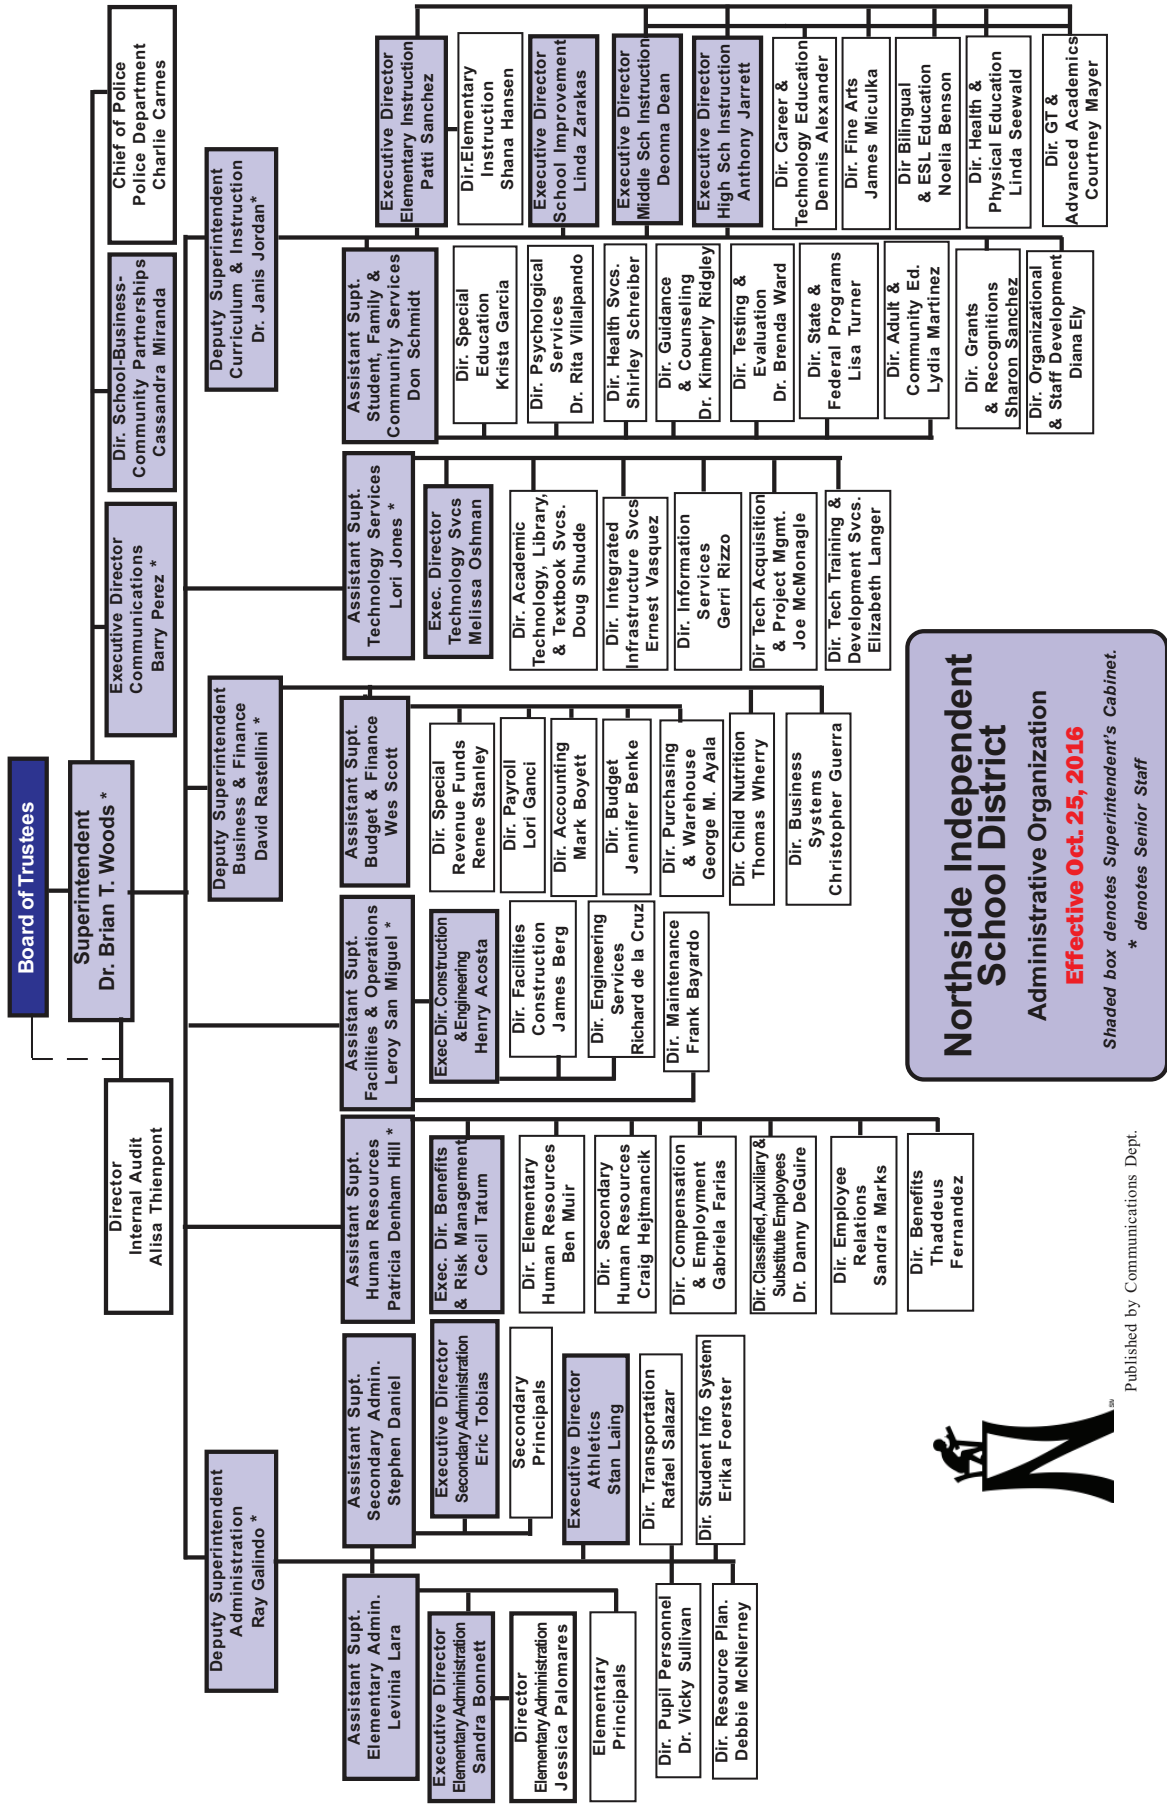 Board of Trustees
Superintendent
Dr. Brian T. Woods *
Director
Internal Audit
Alisa Thienpont
Executive Director
Communications
Barry Perez *
Dir. School-Business-
Community Partnerships
Cassandra Miranda
Chief of Police
Police Department
Charlie Carnes
Deputy Superintendent
Administration
Ray Galindo *
Assistant Supt.
Elementary Admin.
Levinia Lara
Executive Director
Elementary Administration
Sandra Bonnett
Director
Elementary Administration
Jessica Palomares
Elementary
Principals
Dir. Pupil Personnel
Dr. Vicky Sullivan
Dir. Resource Plan.
Debbie McNierney
Assistant Supt.
Secondary Admin.
Stephen Daniel
Executive Director
Secondary Administration
Eric Tobias
Secondary
Principals
Executive Director
Athletics
Stan Laing
Dir. Transportation
Rafael Salazar
Dir. Student Info System
Erika Foerster
Assistant Supt.
Human Resources
Patricia Denham Hill *
Exec. Dir. Benefits
& Risk Management
Cecil Tatum
Dir. Elementary
Human Resources
Ben Muir
Dir. Secondary
Human Resources
Craig Hejtmancik
Dir. Compensation
& Employment
Gabriela Farias
Dir. Classified, Auxiliary &
Substitute Employees
Dr. Danny DeGuire
Dir. Employee
Relations
Sandra Marks
Dir. Benefits
Thaddeus
Fernandez
Assistant Supt.
Facilities & Operations
Leroy San Miguel *
Exec Dir. Construction
& Engineering
Henry Acosta
Dir. Facilities
Construction
James Berg
Dir. Engineering
Services
Richard de la Cruz
Dir. Maintenance
Frank Bayardo
Deputy Superintendent
Business & Finance
David Rastellini *
Assistant Supt.
Budget & Finance
Wes Scott
Dir. Special
Revenue Funds
Renee Stanley
Dir. Payroll
Lori Ganci
Dir. Accounting
Mark Boyett
Dir. Budget
Jennifer Benke
Dir. Purchasing
& Warehouse
George M. Ayala
Dir. Child Nutrition
Thomas Wherry
Dir. Business
Systems
Christopher Guerra
Assistant Supt.
Technology Services
Lori Jones *
Exec. Director
Technology Svcs
Melissa Oshman
Dir. Academic
Technology, Library,
& Textbook Svcs.
Doug Shudde
Dir. Integrated
Infrastructure Svcs
Ernest Vasquez
Dir. Information
Services
Gerri Rizzo
Dir Tech Acquisition
& Project Mgmt.
Joe McMonagle
Dir. Tech Training &
Development Svcs.
Elizabeth Langer
Deputy Superintendent
Curriculum & Instruction
Dr. Janis Jordan*
Assistant Supt.
Student, Family &
Community Services
Don Schmidt
Dir. Special
Education
Krista Garcia
Dir. Psychological
Services
Dr. Rita Villalpando
Dir. Health Svcs.
Shirley Schreiber
Dir. Guidance
& Counseling
Dr. Kimberly Ridgley
Dir. Testing &
Evaluation
Dr. Brenda Ward
Dir. State &
Federal Programs
Lisa Turner
Dir. Adult &
Community Ed.
Lydia Martinez
Dir. Grants
& Recognitions
Sharon Sanchez
Dir. Organizational
& Staff Development
Diana Ely
Executive Director
Elementary Instruction
Patti Sanchez
Dir.Elementary
Instruction
Shana Hansen
Executive Director
School Improvement
Linda Zarakas
Executive Director
Middle Sch Instruction
Deonna Dean
Executive Director
High Sch Instruction
Anthony Jarrett
Dir. Career &
Technology Education
Dennis Alexander
Dir. Fine Arts
James Miculka
Dir Bilingual
& ESL Education
Noelia Benson
Dir. Health &
Physical Education
Linda Seewald
Dir. GT &
Advanced Academics
Courtney Mayer
Northside Independent
School District
Administrative Organization
Effective Oct. 25, 2016
Shaded box denotes Superintendent's Cabinet.
* denotes Senior Staff
Published by Communications Dept.